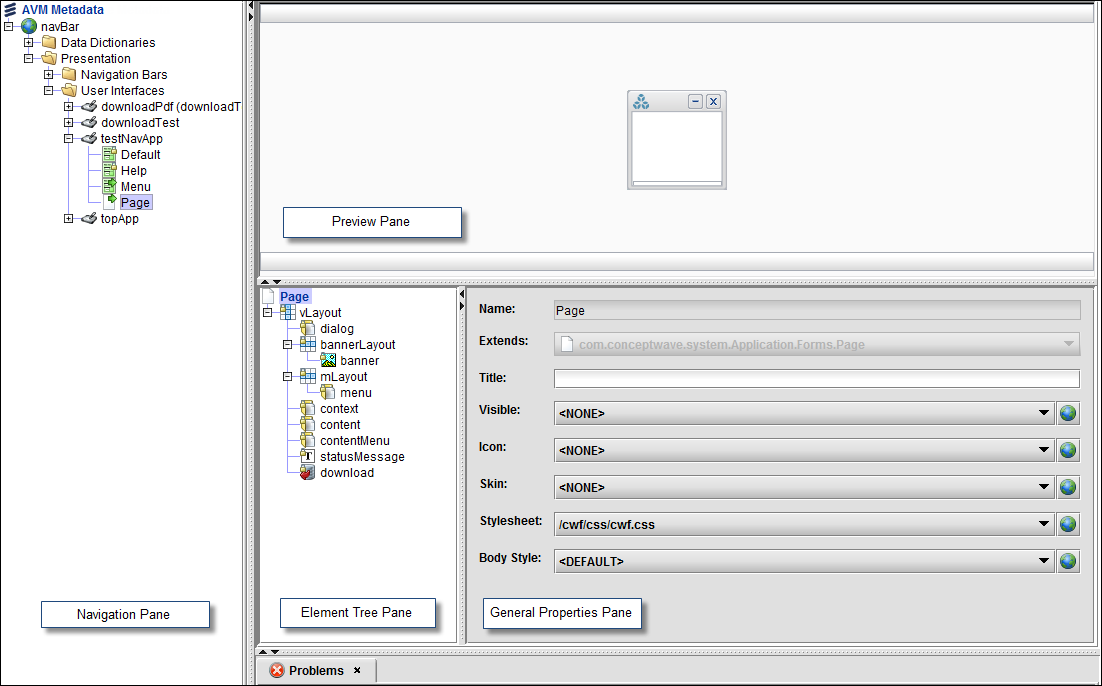 AVM Metadata
navBar
Data Dictionaries
Presentation
Navigation Bars
User Interfaces
downloadPdf (downloadT
downloadTest
testNavApp
Default
Help
Menu
Page
topApp
Navigation Pane
X
Preview Pane
Page
vLayout
dialog
bannerLayout
banner
mLayout
menu
context
content
contentMenu
T statusMessage
download
Element Tree Pane
Name: Page
Extends: com.conceptwave.system.Application.Forms.Page
Title:
Visible: <NONE>
Icon: <NONE>
Skin: <NONE>
Stylesheet: /cwf/css/cwf.css
Body Style: <DEFAULT>
General Properties Pane
Problems ×